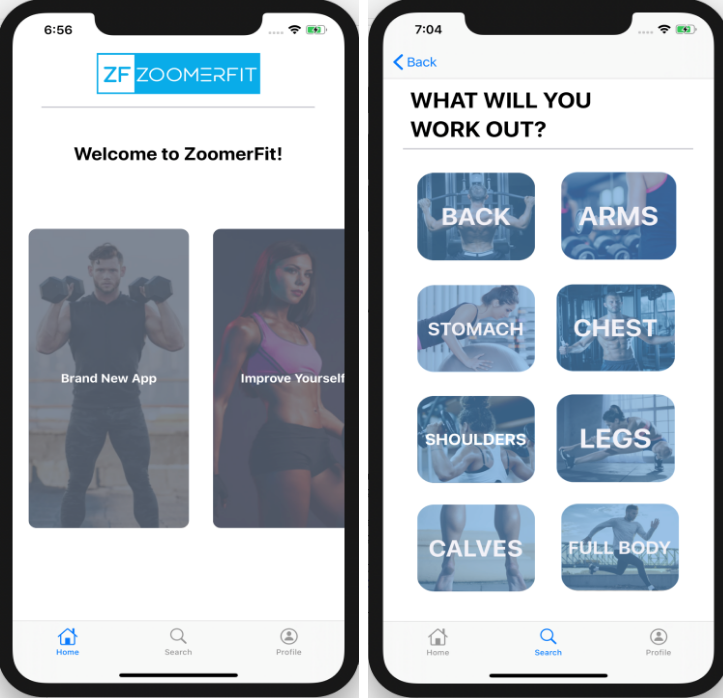 6:56
ZF ZOOMERFIT
Welcome to ZoomerFit!
Brand New App
Improve Yourself
Home
Search
Profile
7:04
Back
WHAT WILL YOU
WORK OUT?
BACK
ARMS
STOMACH
CHEST
SHOULDERS
LEGS
CALVES
FULL BODY
Home
Search
Profile